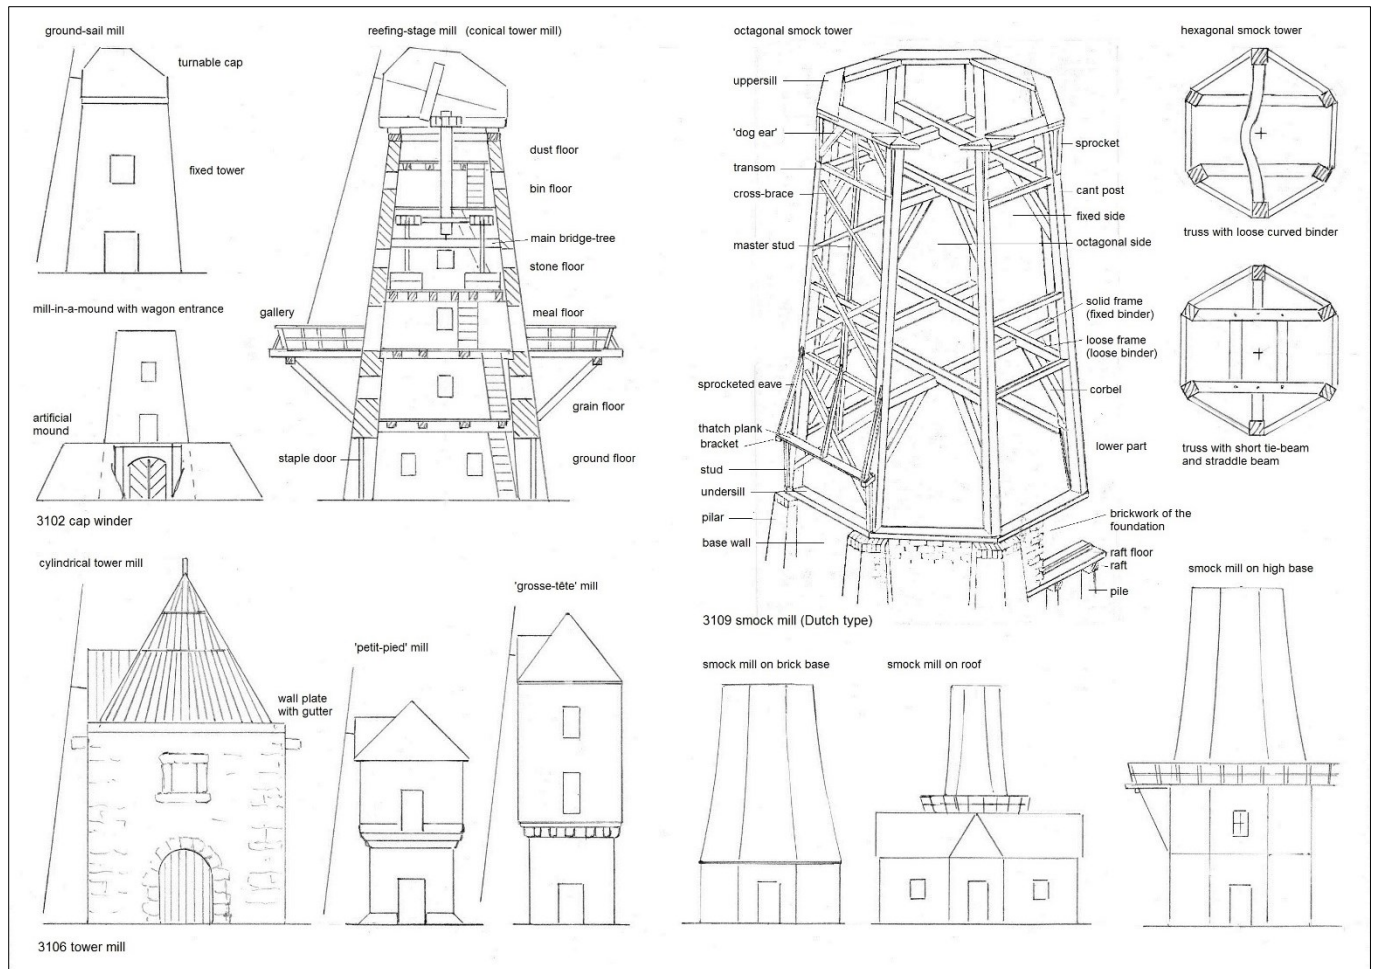 ground-sail mill
turnable cap
fixed tower
reefing-stage mill (conical tower mill)
dust floor
bin floor
main bridge-tree
stone floor
gallery
meal floor
grain floor
staple door
ground floor
mill-in-a-mound with wagon entrance
artificial
mound
3102 cap winder
cylindrical tower mill
wall plate
with gutter
'petit-pied' mill
'grosse-tête' mill
3106 tower mill
octagonal smock tower
uppersill
'dog ear'
transom
cross-brace
master stud
sprocketed eave
thatch plank
bracket
stud
undersill
pilar
base wall
sprocket
cant post
fixed side
octagonal side
solid frame
(fixed binder)
loose frame
(loose binder)
corbel
lower part
brickwork of the
foundation
raft floor
raft
pile
3109 smock mill (Dutch type)
hexagonal smock tower
truss with loose curved binder
truss with short tie-beam
and straddle beam
smock mill on brick base
smock mill on roof
smock mill on high base